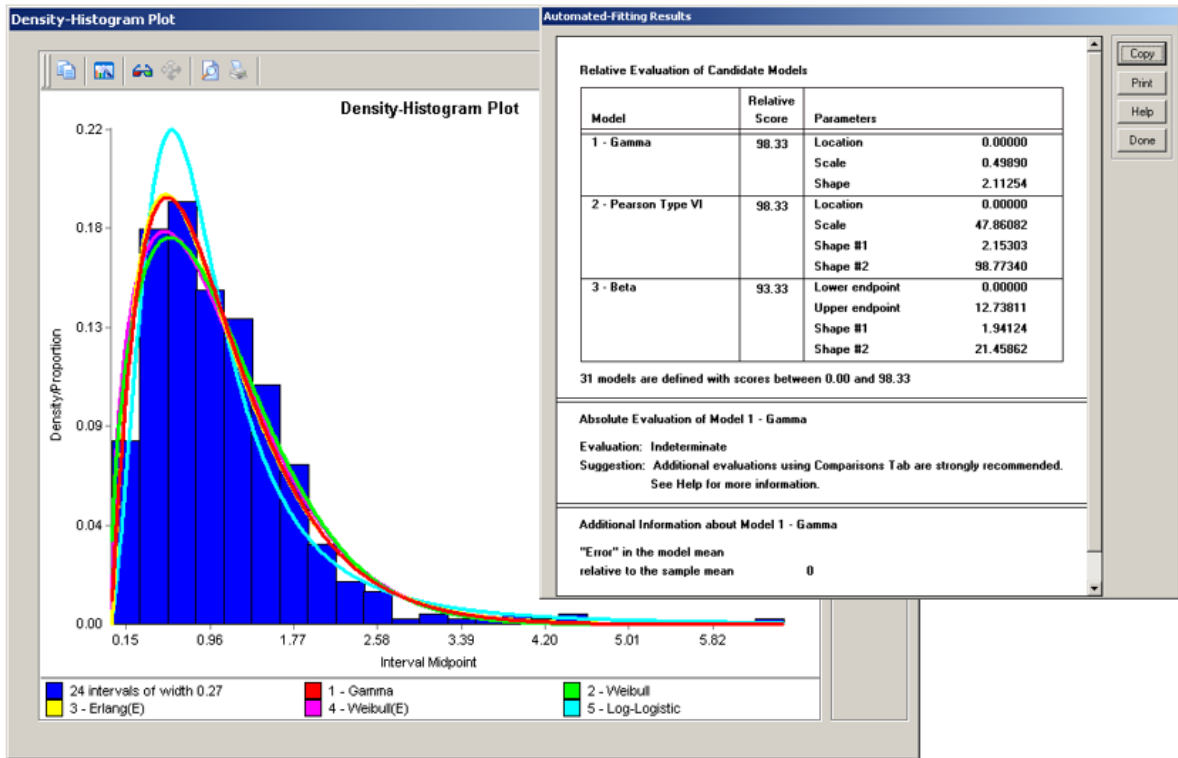 Density-Histogram Plot
Density-Histogram Plot
0.22
0.18
0.13
0.09
0.04
0.00
Density/Proportion
0.15 0.96 1.77 2.58 3.39 4.20 5.01 5.82
Interval Midpoint
24 intervals of width 0.27 1 - Gamma 2 - Weibull
3 - Erlang(E) 4 - Weibull(E) 5 - Log-Logistic
Automated-Fitting Results
Relative Evaluation of Candidate Models
Relative
Model Score Parameters
1 - Gamma 98.33 Location 0.00000
Scale 0.49890
Shape 2.11254
2 - Pearson Type VI 98.33 Location 0.00000
Scale 47.86082
Shape #1 2.15303
Shape #2 98.77340
3 - Beta 93.33 Lower endpoint 0.00000
Upper endpoint 12.73811
Shape #1 1.94124
Shape #2 21.45862
31 models are defined with scores between 0.00 and 98.33
Absolute Evaluation of Model 1 - Gamma
Evaluation: Indeterminate
Suggestion: Additional evaluations using Comparisons Tab are strongly recommended.
See Help for more information.
Additional Information about Model 1 - Gamma
"Error" in the model mean
relative to the sample mean 0
Copy
Print
Help
Done